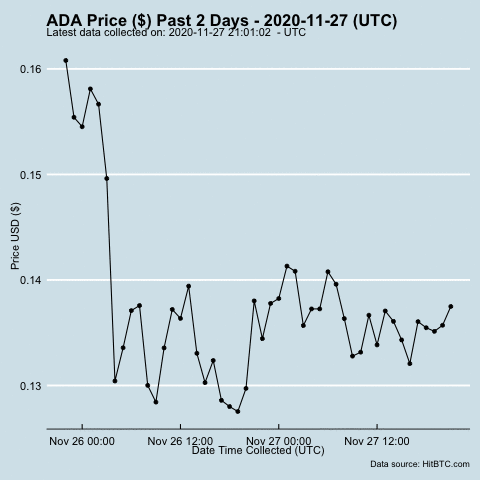 ADA Price ($) Past 2 Days - 2020-11-27 (UTC)
Latest data collected on: 2020-11-27 21:01:02  - UTC
0.16
0.15
0.14
0.13
Price USD ($)
Nov 26 00:00 Nov 26 12:00 Nov 27 00:00 Nov 27 12:00
Date Time Collected (UTC)
Data source: HitBTC.com